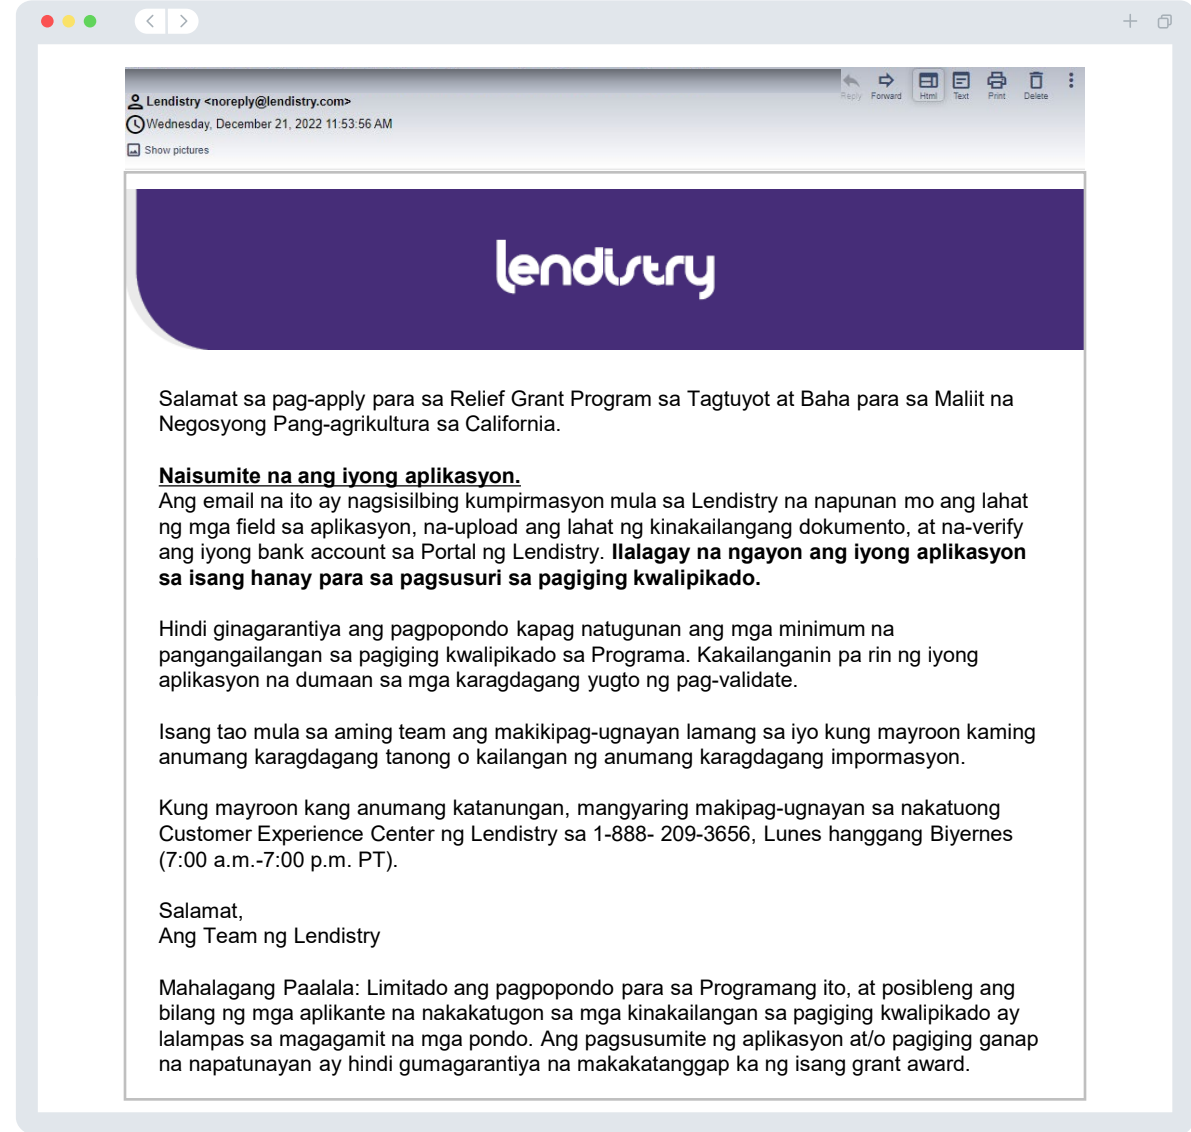 Lendistry <noreply@lendistry.com>
Wednesday, December 21, 2022 11:53:56 AM
Show pictures
Reply Forward Html Text Print Delete
lendistry
Salamat sa pag-apply para sa Relief Grant Program sa Tagtuyot at Baha para sa Maliit na
Negosyong Pang-agrikultura sa California.
Naisumite na ang iyong aplikasyon.
Ang email na ito ay nagsisilbing kumpirmasyon mula sa Lendistry na napunan mo ang lahat
ng mga field sa aplikasyon, na-upload ang lahat ng kinakailangang dokumento, at na-verify
ang iyong bank account sa Portal ng Lendistry. Ilalagay na ngayon ang iyong aplikasyon
sa isang hanay para sa pagsusuri sa pagiging kwalipikado.
Hindi ginagarantiya ang pagpopondo kapag natugunan ang mga minimum na
pangangailangan sa pagiging kwalipikado sa Programa. Kakailanganin pa rin ng iyong
aplikasyon na dumaan sa mga karagdagang yugto ng pag-validate.
Isang tao mula sa aming team ang makikipag-ugnayan lamang sa iyo kung mayroon kaming
anumang karagdagang tanong o kailangan ng anumang karagdagang impormasyon.
Kung mayroon kang anumang katanungan, mangyaring makipag-ugnayan sa nakatuong
Customer Experience Center ng Lendistry sa 1-888- 209-3656, Lunes hanggang Biyernes
(7:00 a.m.-7:00 p.m. PT).
Salamat,
Ang Team ng Lendistry
Mahalagang Paalala: Limitado ang pagpopondo para sa Programang ito, at posibleng ang
bilang ng mga aplikante na nakakatugon sa mga kinakailangan sa pagiging kwalipikado ay
lalampas sa magagamit na mga pondo. Ang pagsusumite ng aplikasyon at/o pagiging ganap
na napatunayan ay hindi gumagarantiya na makakatanggap ka ng isang grant award.